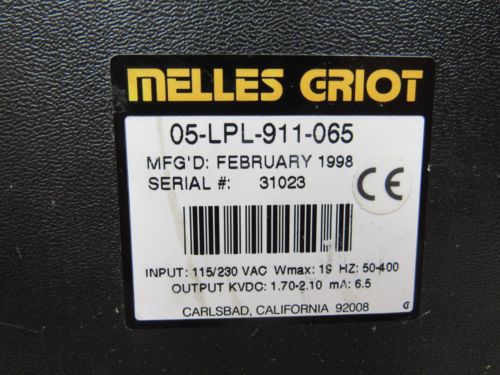 MELLES GRIOT
05-LPL-911-065
MFG'D: FEBRUARY 1998
SERIAL #: 31023
CE
INPUT: 115/230 VAC Wmax: 19 HZ: 50-400
OUTPUT KVDC: 1.70-2.10 mA: 6.5
CARLSBAD, CALIFORNIA 92008